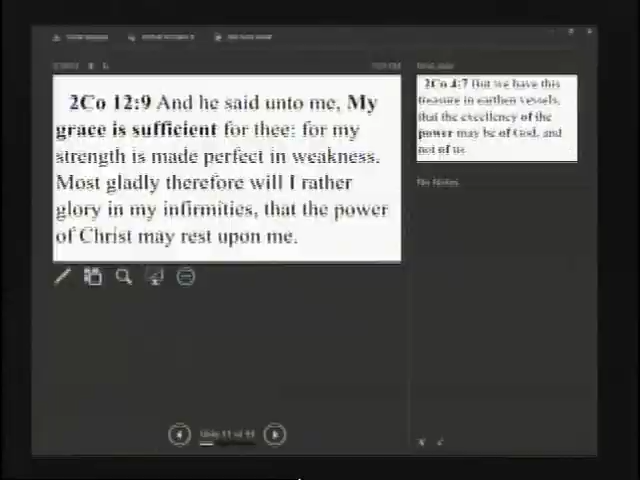 2Co 12:9 And he said unto me, My
grace is sufficient for thee: for my
strength is made perfect in weakness.
Most gladly therefore will I rather
glory in my infirmities, that the power
of Christ may rest upon me.
2Co 4:7 But we have this
treasure in earthen vessels,
that the excellency of the
power may be of God, and
not of us
No Notes